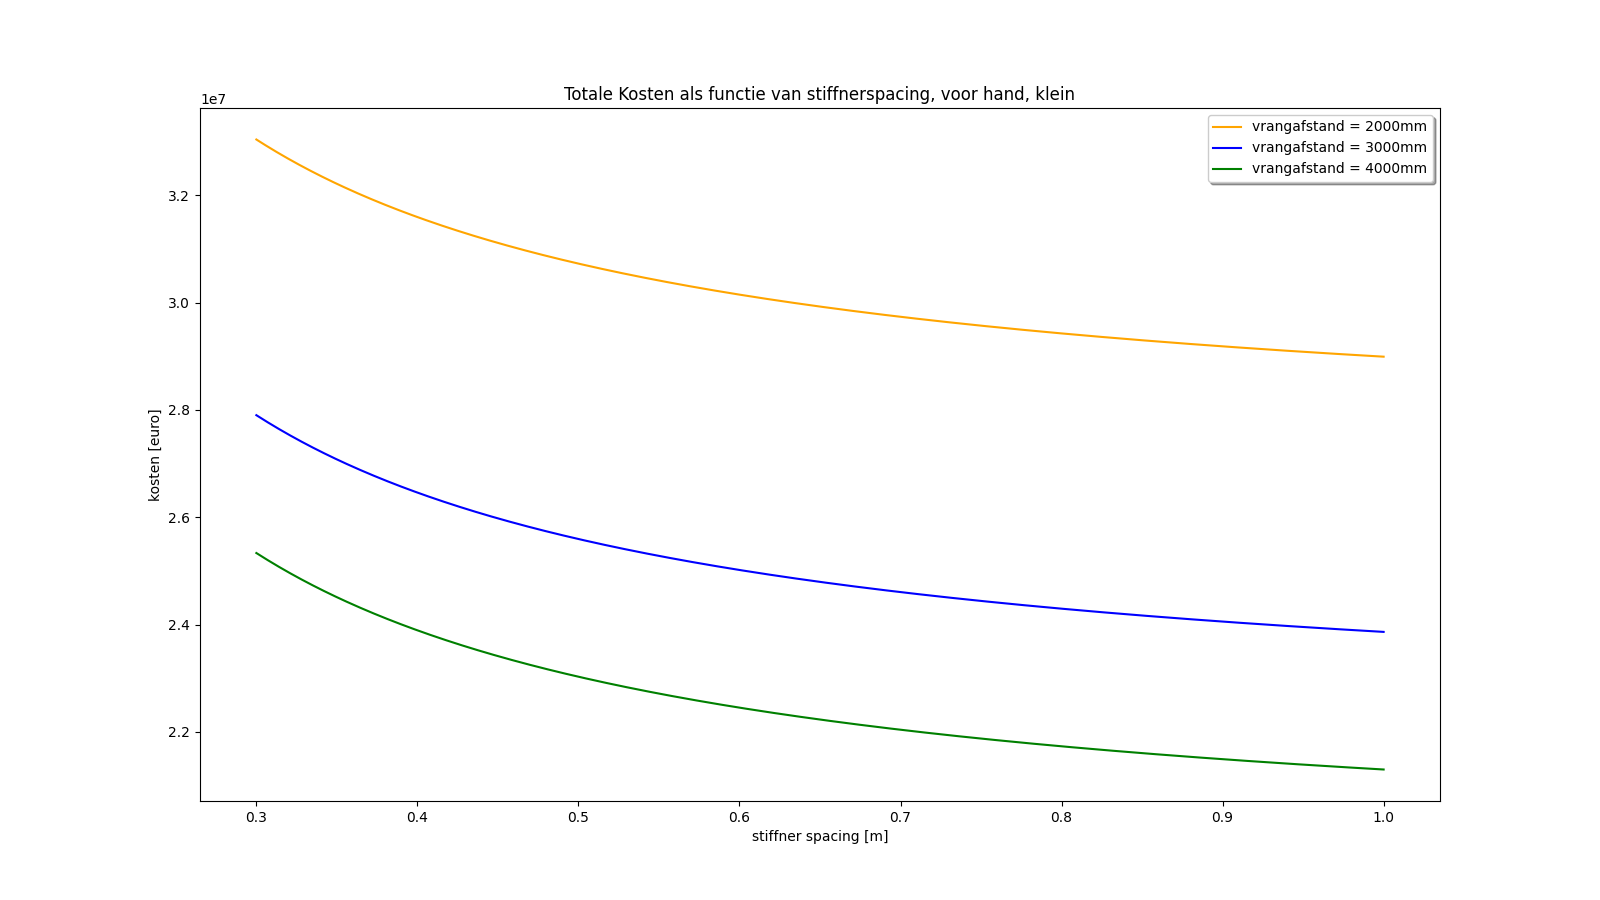 Totale Kosten als functie van stiffnerspacing, voor hand, klein
1e7
vrangafstand = 2000mm
vrangafstand = 3000mm
vrangafstand = 4000mm
3.2
3.0
2.8
2.6
2.4
2.2
kosten [euro]
0.3 0.4 0.5 0.6 0.7 0.8 0.9 1.0
stiffner spacing [m]